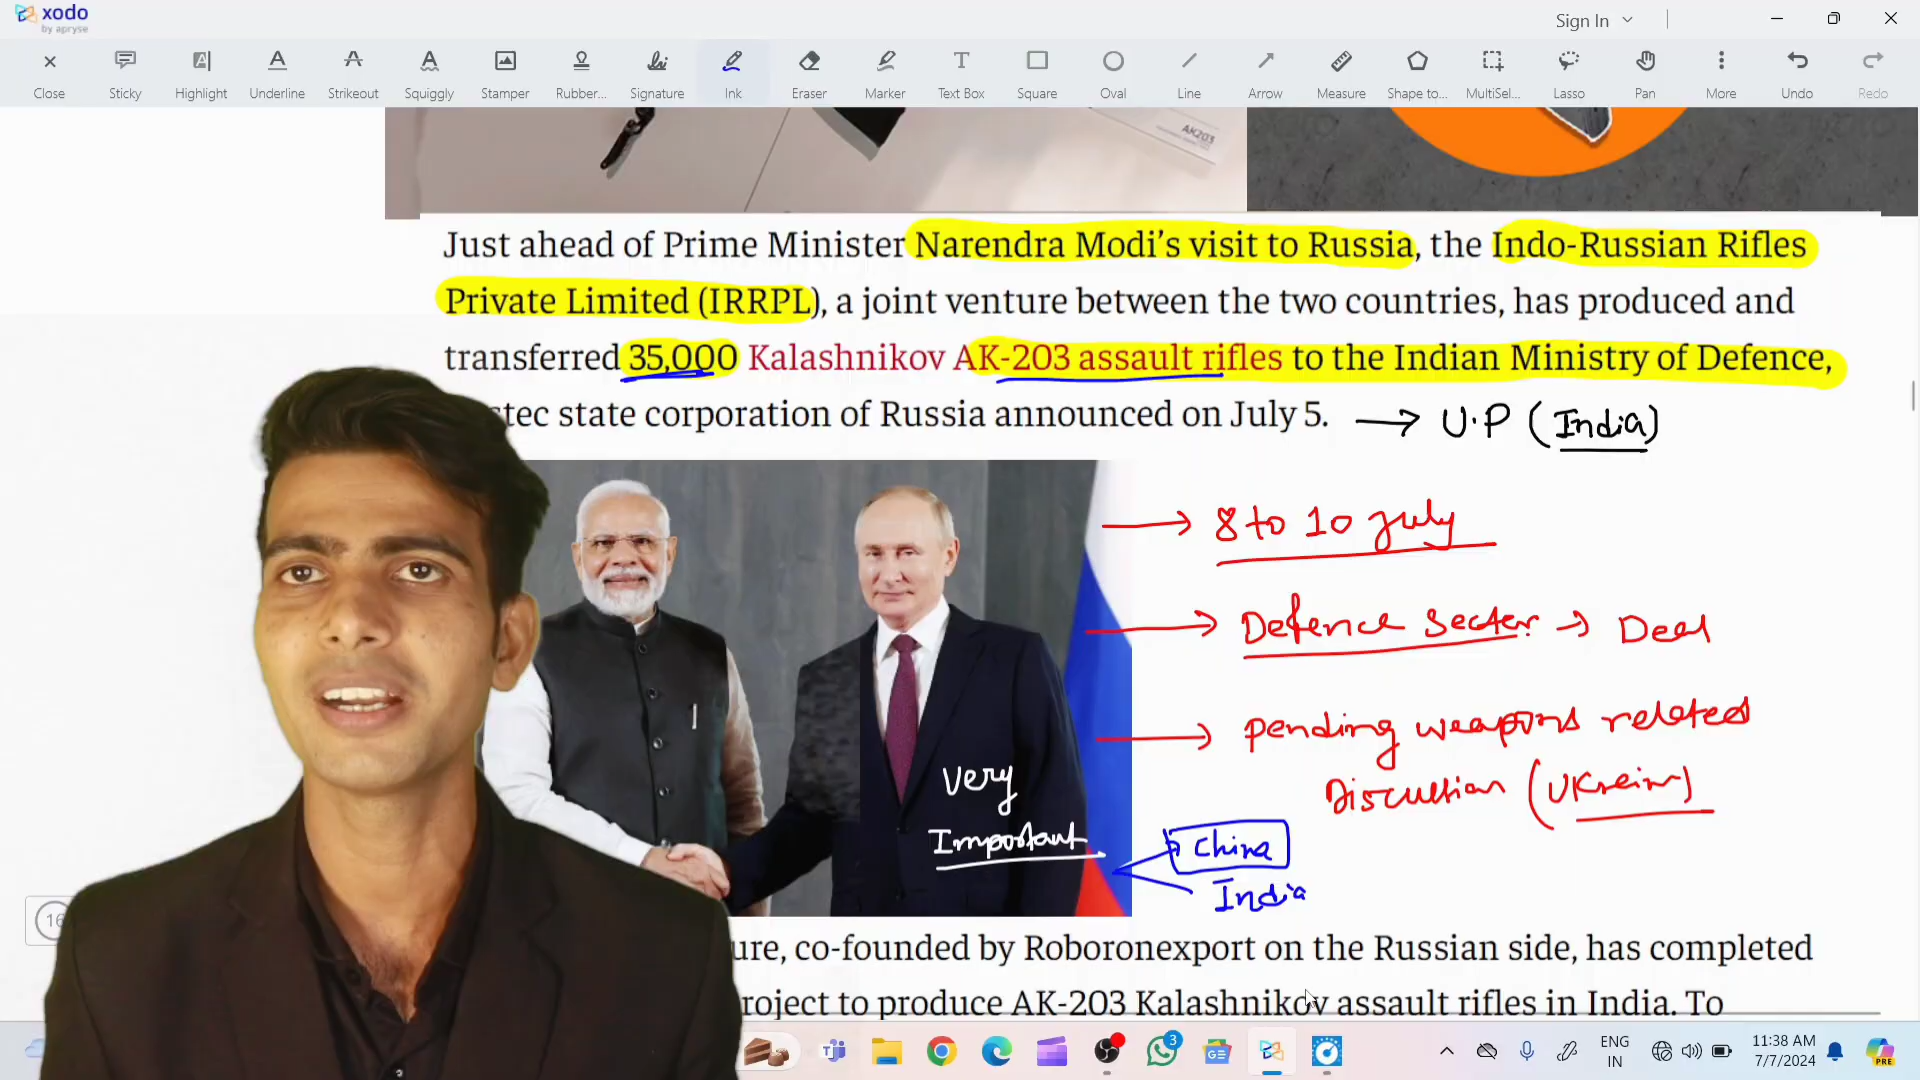 xodo
by apryse
Sign In
Close
Sticky
Highlight
Underline
Strikeout
Squiggly
Stamper
Rubber...
Signature
Ink
Eraser
Marker
Text Box
Square
Oval
Line
Arrow
Measure
Shape to...
MultiSel...
Lasso
Pan
More
Undo
Redo
AK203
Just ahead of Prime Minister Narendra Modi's visit to Russia, the Indo-Russian Rifles
Private Limited (IRRPL), a joint venture between the two countries, has produced and
transferred 35,000 Kalashnikov AK-203 assault rifles to the Indian Ministry of Defence,
stec state corporation of Russia announced on July 5. → U.P (India)
→ 8 to 10 July
→ Defence Secter → Deal
→ Pending weapons related
Discution (Ukrein)
Very
Important
China
India
16
ure, co-founded by Roboronexport on the Russian side, has completed
roject to produce AK-203 Kalashnikov assault rifles in India. To
3
ENG
IN
11:38 AM
7/7/2024
PRE